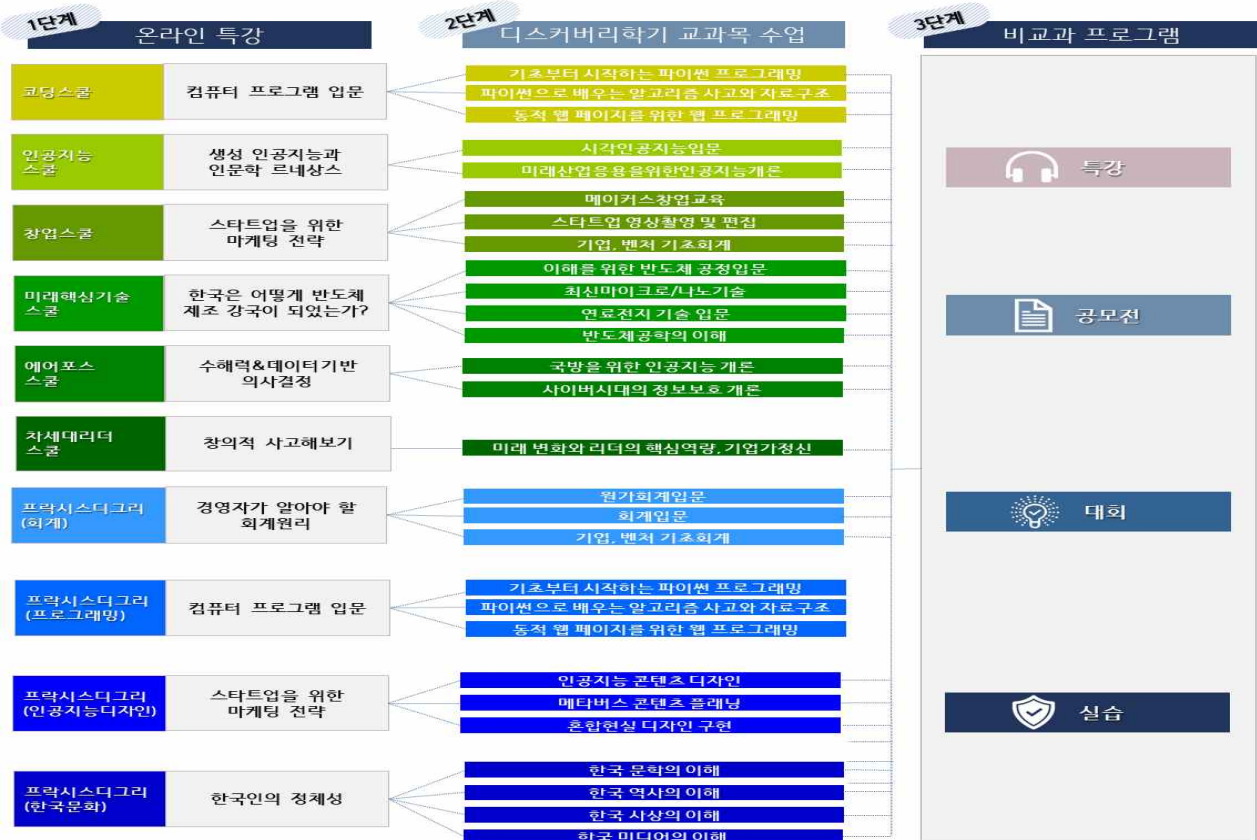 1단계
온라인 특강
2단계
디스커버리학기 교과목 수업
3단계
비교과 프로그램
코딩스쿨
컴퓨터 프로그램 입문
기초부터 시작하는 파이썬 프로그래밍
파이썬으로 배우는 알고리즘 사고와 자료구조
동적 웹 페이지를 위한 웹 프로그래밍
인공지능
스쿨
생성 인공지능과
인문학 르네상스
시각인공지능입문
미래산업응용을위한인공지능개론
창업스쿨
스타트업을 위한
마케팅 전략
메이커스창업교육
스타트업 영상촬영 및 편집
기업, 벤처 기초회계
미래핵심기술
스쿨
한국은 어떻게 반도체
제조 강국이 되었는가?
이해를 위한 반도체 공정입문
최신마이크로/나노기술
연료전지 기술 입문
반도체공학의 이해
에어포스
스쿨
수해력&데이터기반
의사결정
국방을 위한 인공지능 개론
사이버시대의 정보보호 개론
차세대리더
스쿨
창의적 사고해보기
미래 변화와 리더의 핵심역량, 기업가정신
프락시스디그리
(회계)
경영자가 알아야 할
회계원리
원가회계입문
회계입문
기업, 벤처 기초회계
프락시스디그리
(프로그래밍)
컴퓨터 프로그램 입문
기초부터 시작하는 파이썬 프로그래밍
파이썬으로 배우는 알고리즘 사고와 자료구조
동적 웹 페이지를 위한 웹 프로그래밍
프락시스디그리
(인공지능디자인)
스타트업을 위한
마케팅 전략
인공지능 콘텐츠 디자인
메타버스 콘텐츠 플래닝
혼합현실 디자인 구현
프락시스디그리
(한국문화)
한국인의 정체성
한국 문학의 이해
한국 역사의 이해
한국 사상의 이해
한국 미디어의 이해
특강
공모전
대회
실습